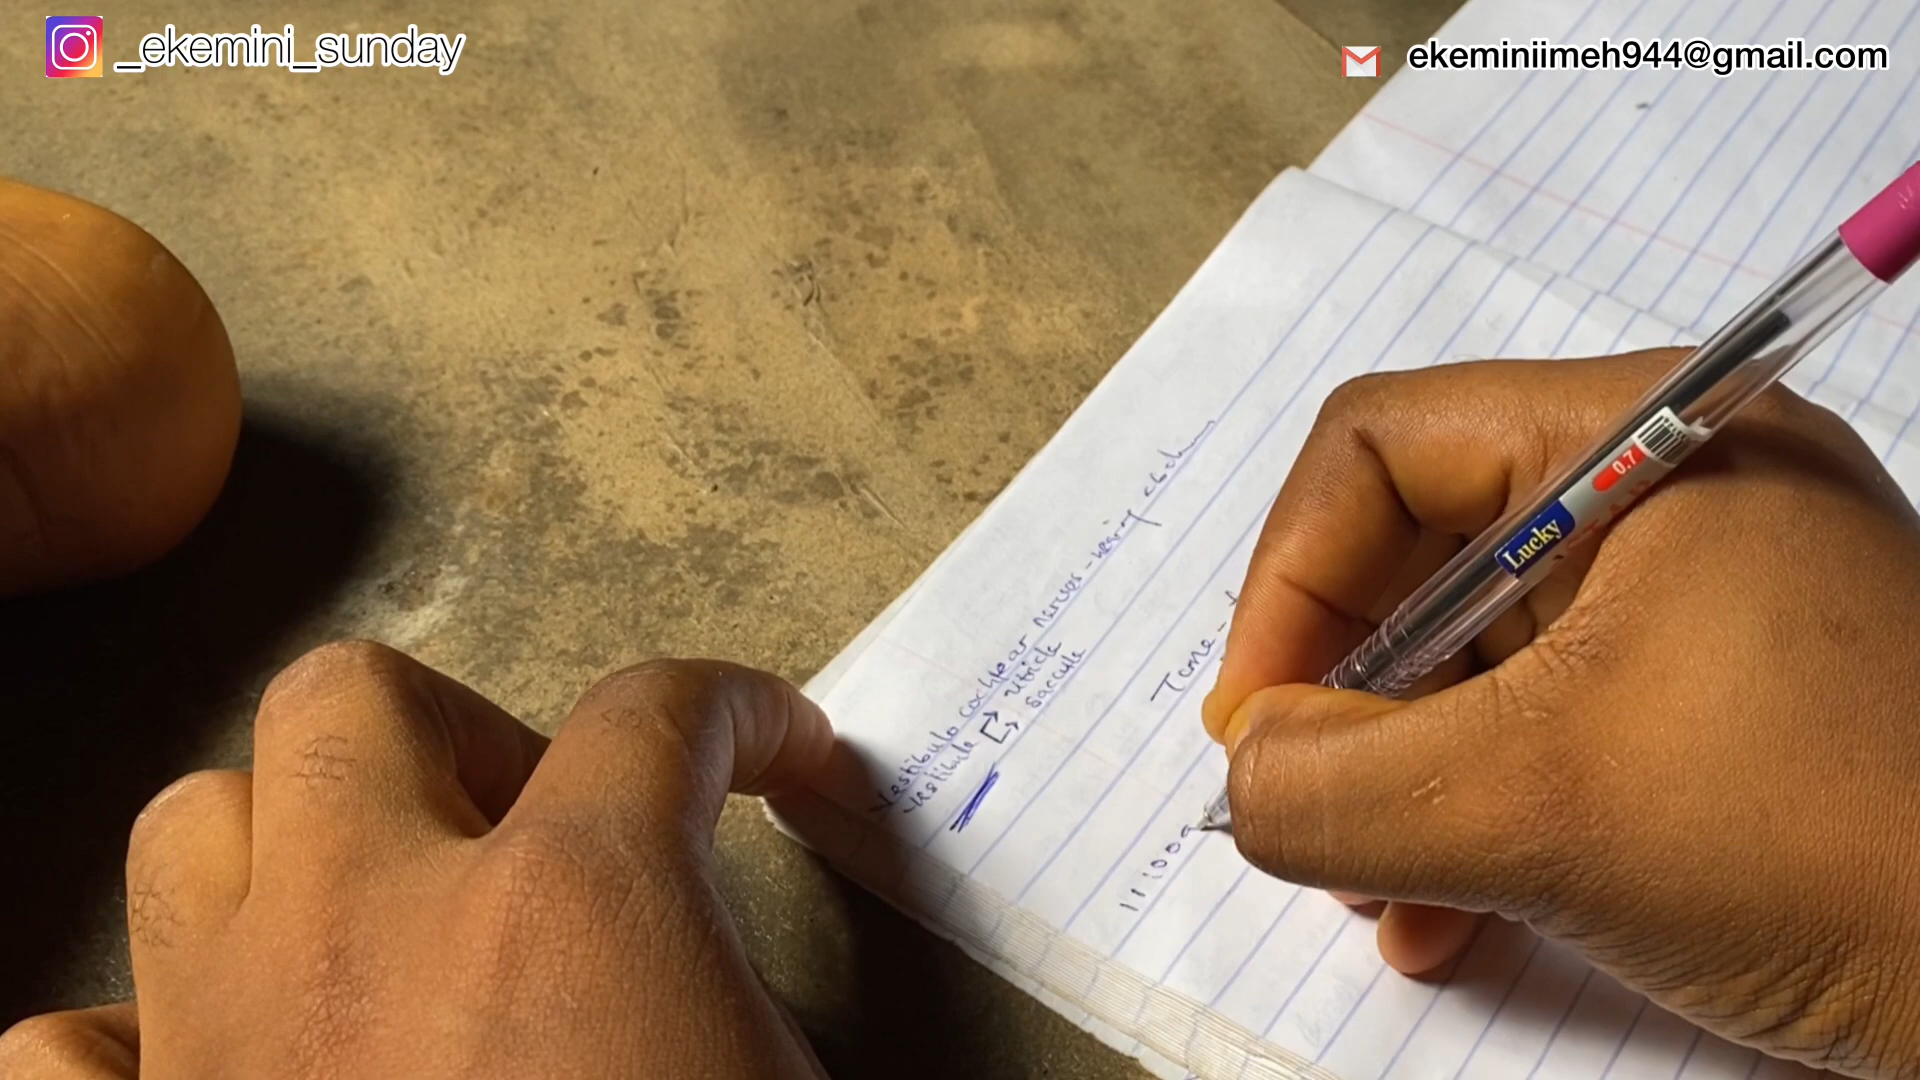 _ekemini_sunday
ekeminiimeh944@gmail.com
Vestibulo cochlear nerves - hearing
Vestibule utricle
saccule
Tone
0.7
Lucky